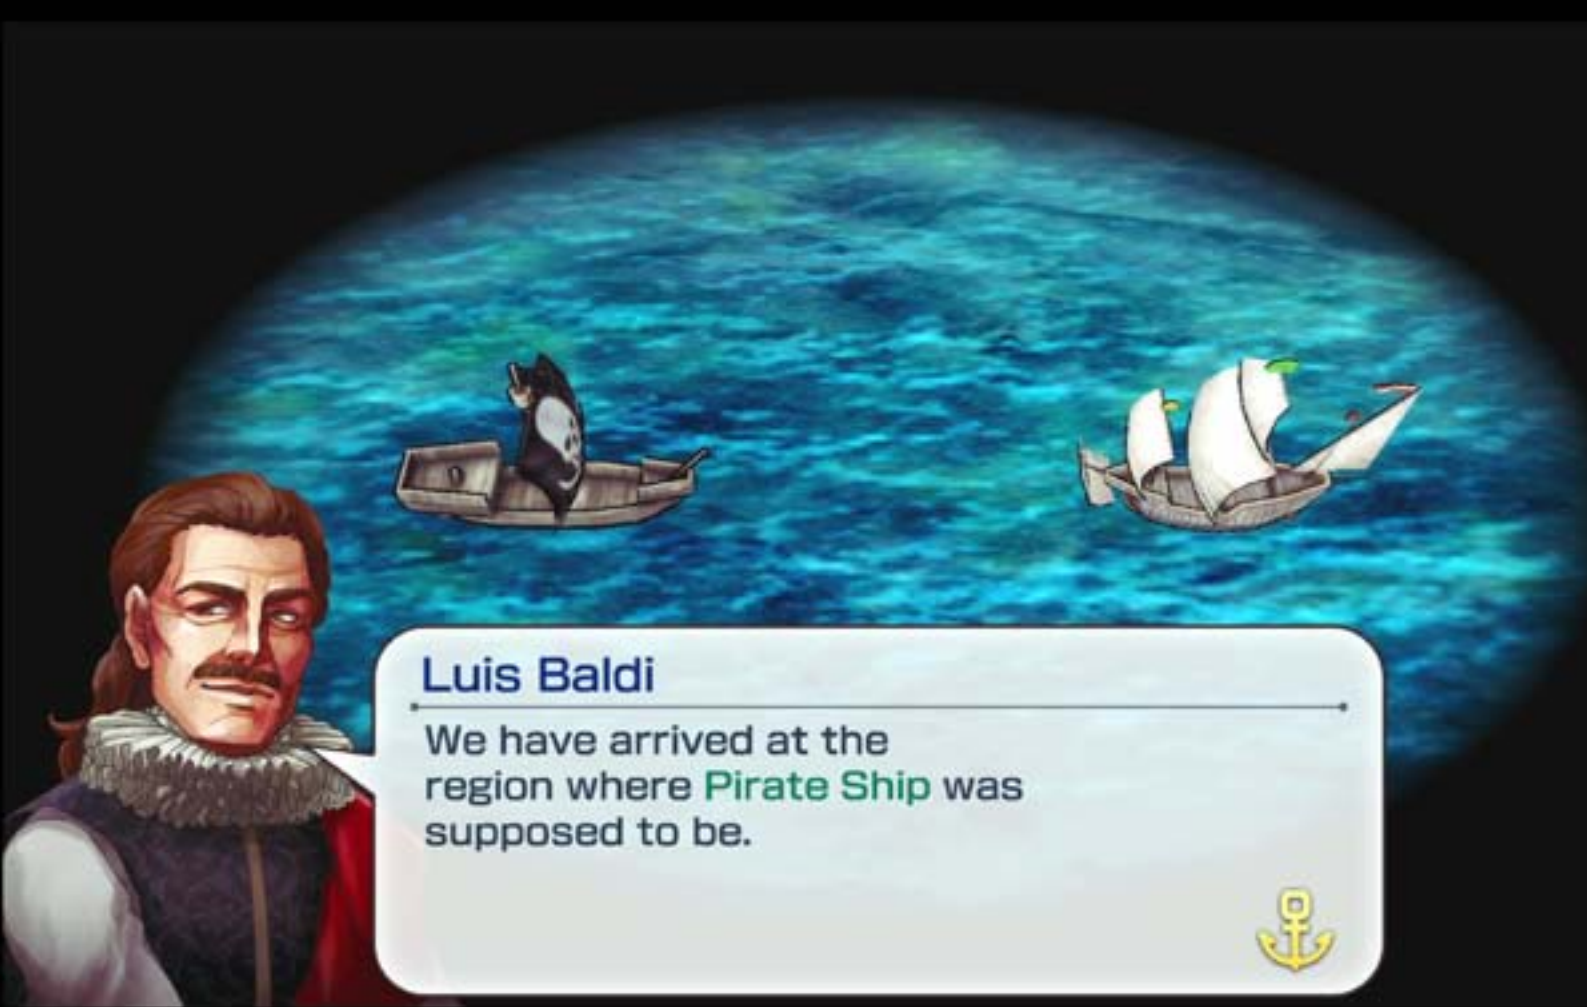 Luis Baldi
We have arrived at the
region where Pirate Ship was
supposed to be.